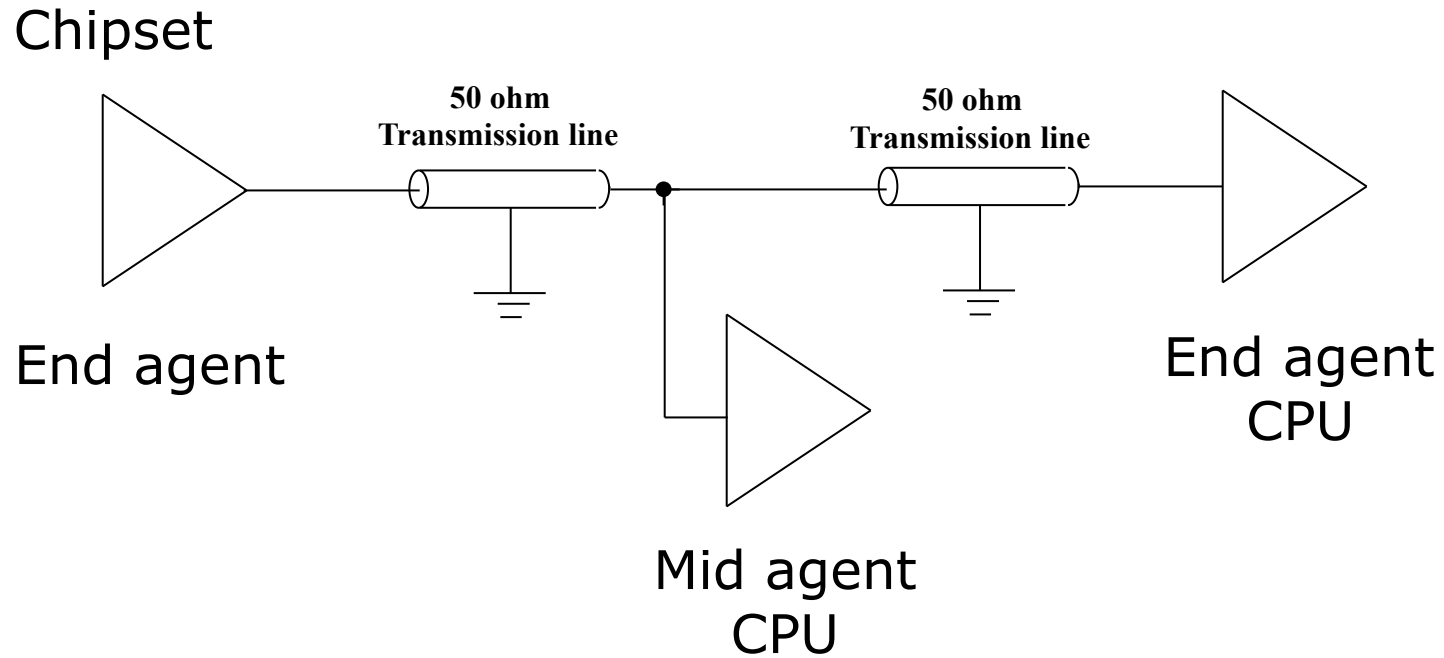 Chipset
50 ohm
Transmission line
50 ohm
Transmission line
End agent
End agent
CPU
Mid agent
CPU